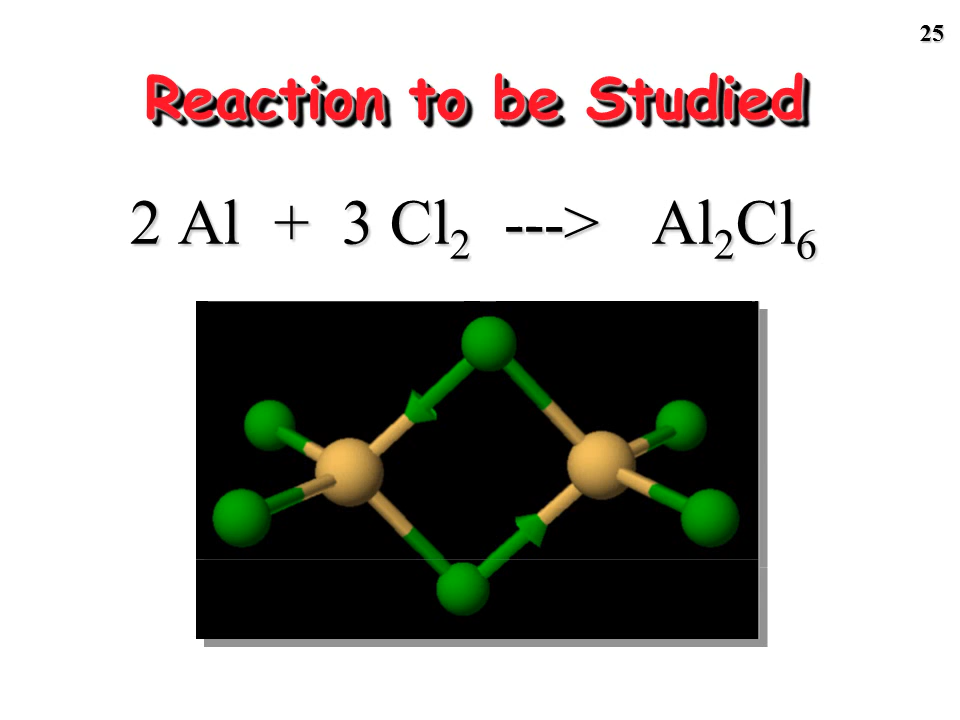 25
Reaction to be Studied
2 Al + 3 Cl₂ ---> Al₂Cl₆